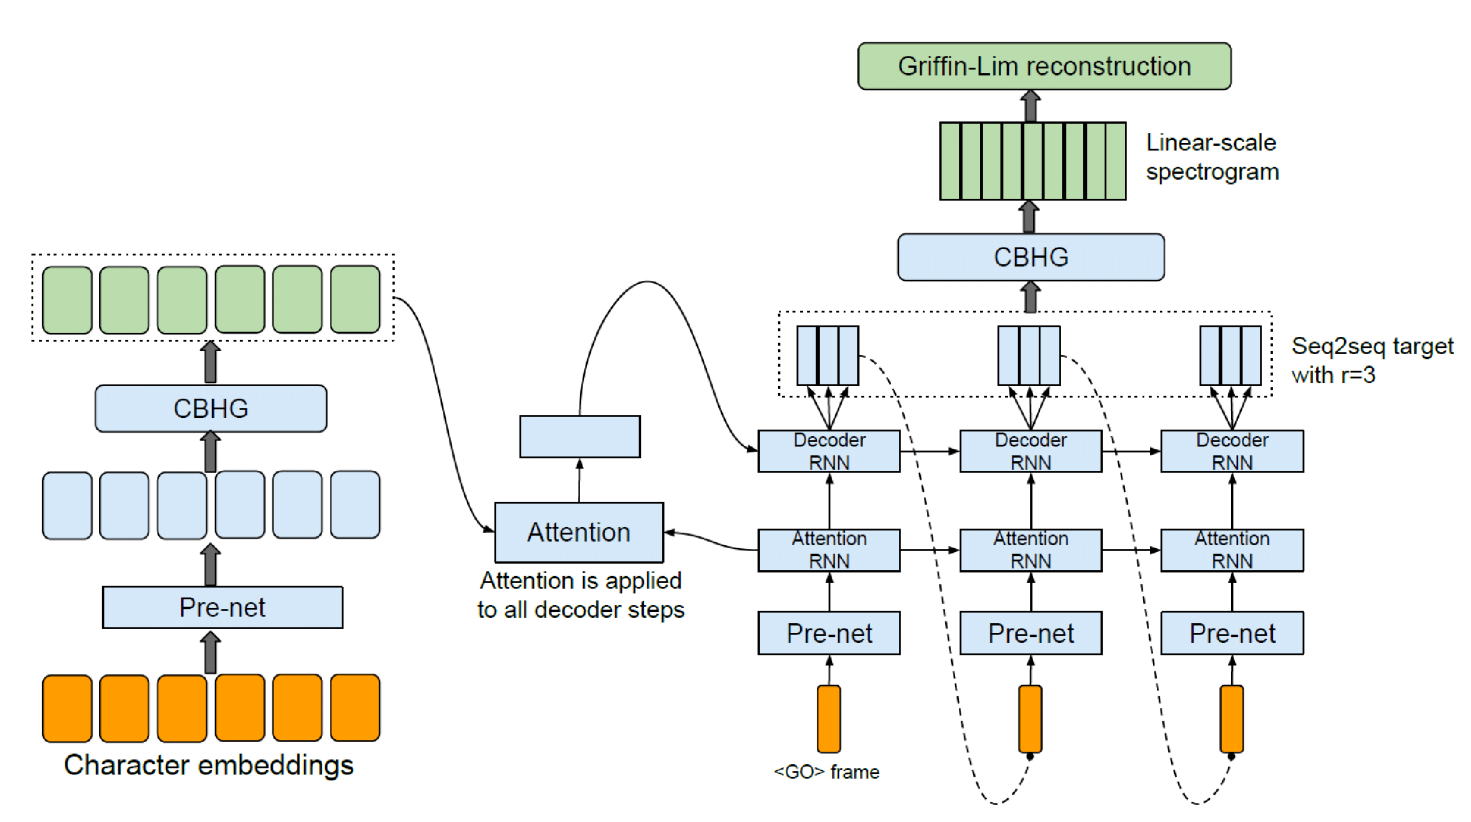 Griffin-Lim reconstruction
Linear-scale
spectrogram
CBHG
Seq2seq target
with r=3
CBHG
Pre-net
Character embeddings
Attention
Attention is applied
to all decoder steps
Decoder
RNN
Decoder
RNN
Decoder
RNN
Attention
RNN
Attention
RNN
Attention
RNN
Pre-net
Pre-net
Pre-net
<GO> frame